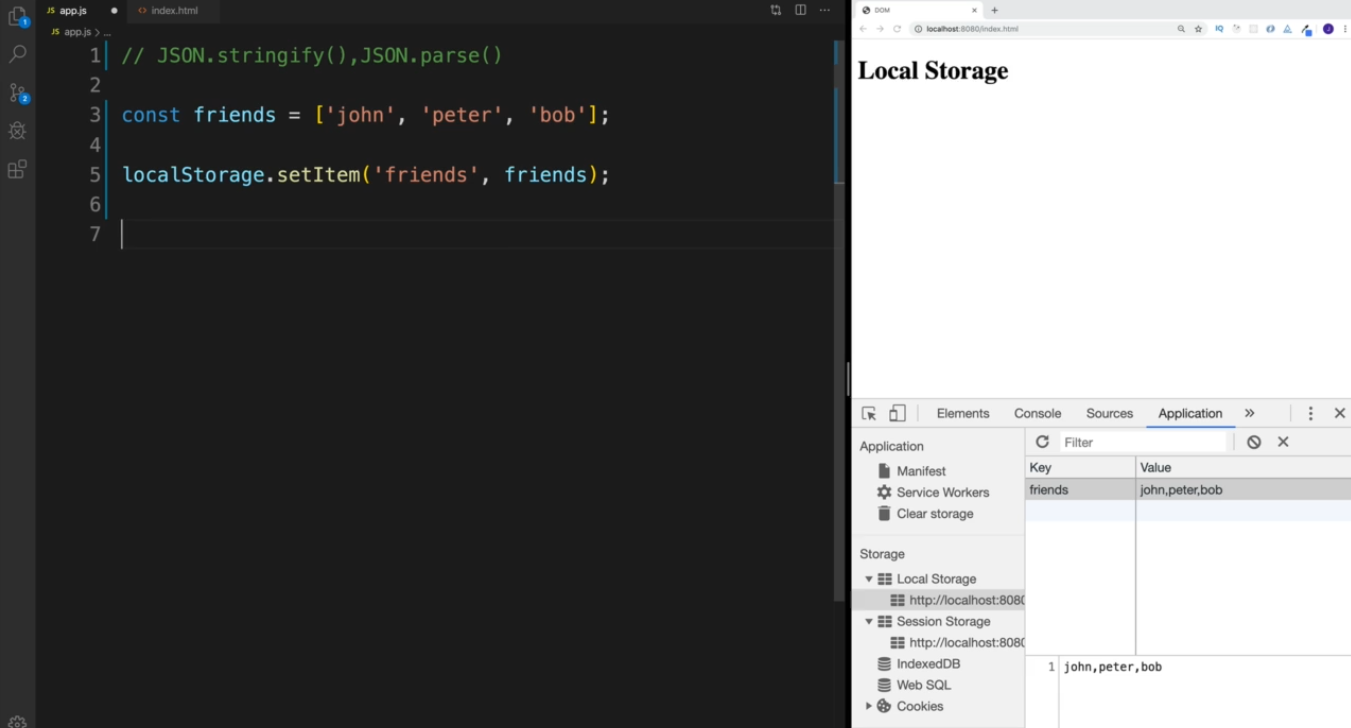 JS app.js
<> index.html
JS app.js > ...
1 // JSON.stringify(),JSON.parse()
2
3 const friends = ['john', 'peter', 'bob'];
4
5 localStorage.setItem('friends', friends);
6
7
1
2
DOM
localhost:8080/index.html
IQ
Local Storage
Elements Console Sources Application
Application
Manifest
Service Workers
Clear storage
Storage
Local Storage
http://localhost:8080
Session Storage
http://localhost:8080
IndexedDB
Web SQL
Cookies
Filter
Key Value
friends john,peter,bob
1 john,peter,bob